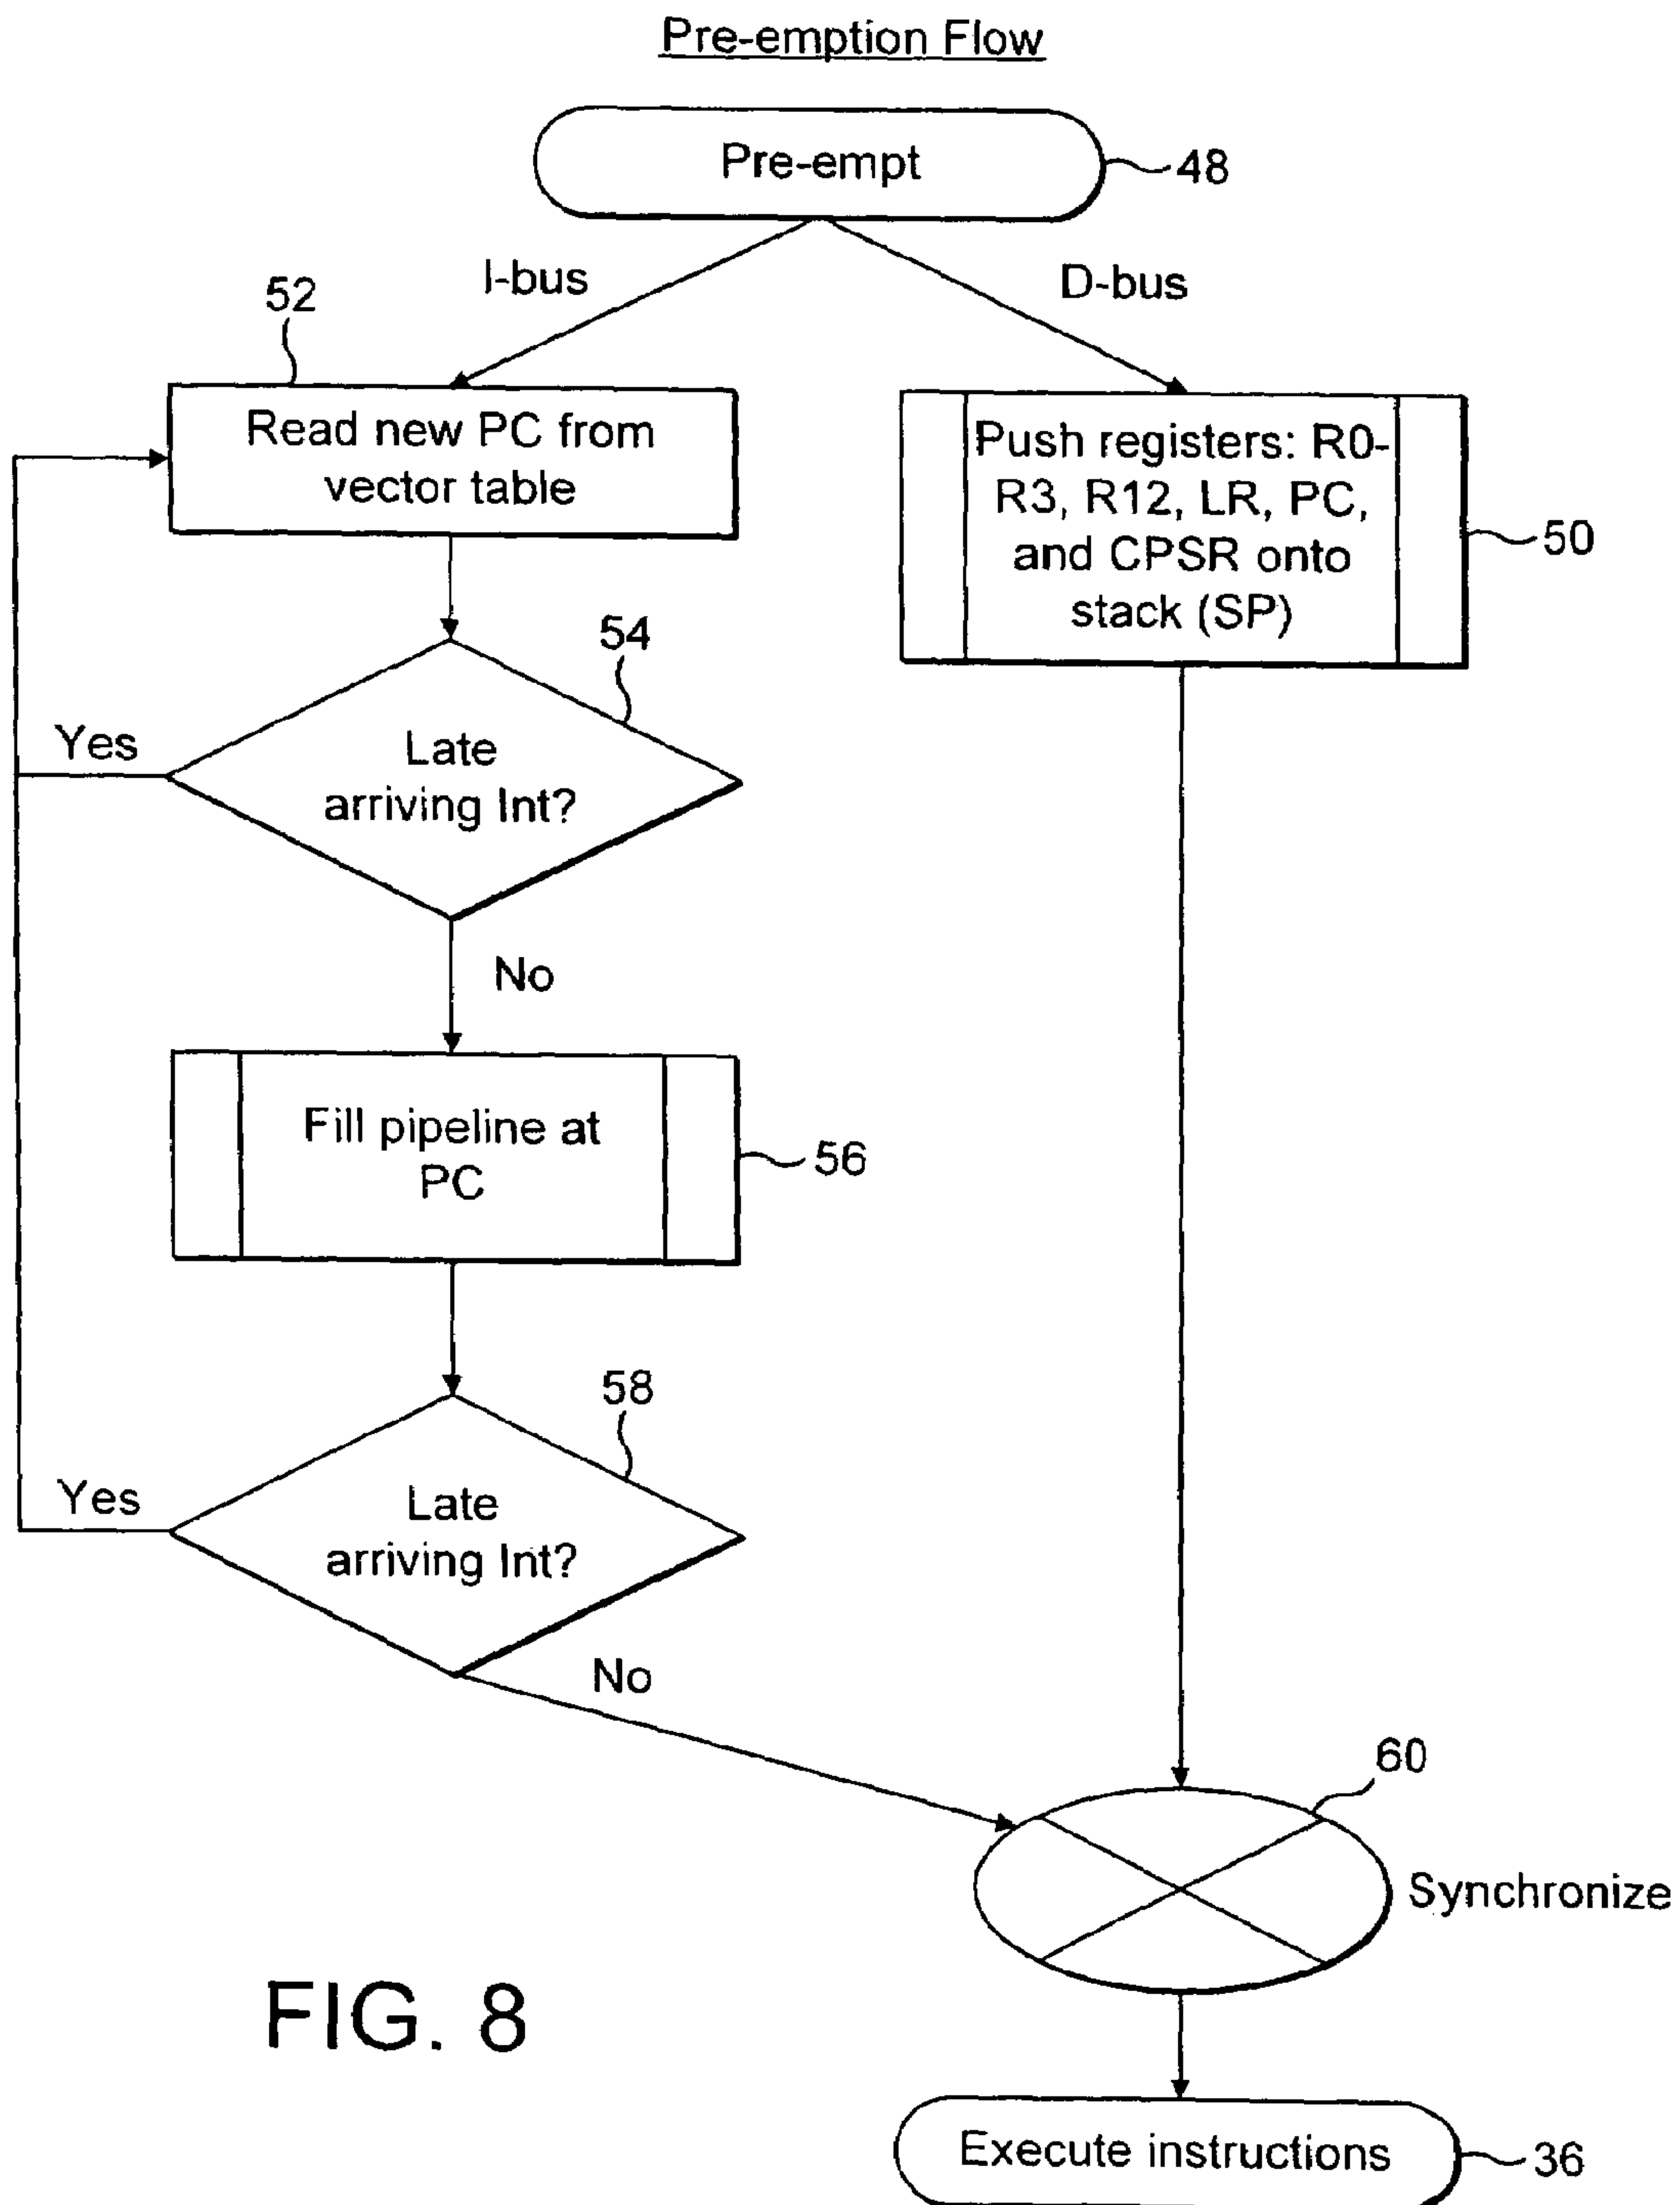 Pre-emption Flow
Pre-empt
48
I-bus
D-bus
52
Read new PC from
vector table
Push registers: R0-
R3, R12, LR, PC,
and CPSR onto
stack (SP)
50
54
Yes
Late
arriving Int?
No
Fill pipeline at
PC
56
58
Yes
Late
arriving Int?
No
60
Synchronize
FIG. 8
Execute instructions
36